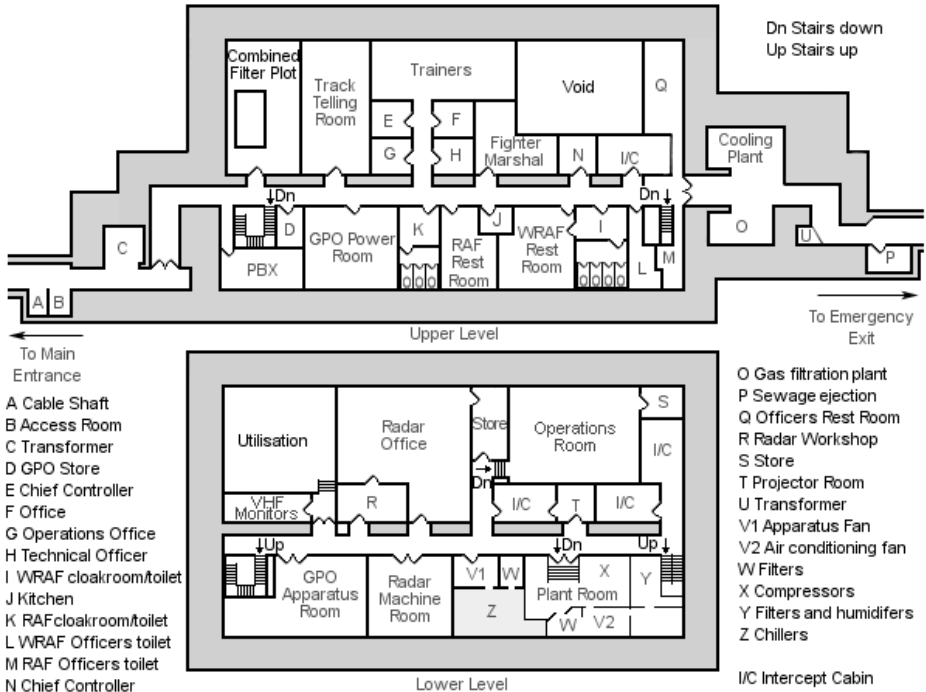 Dn Stairs down
Up Stairs up
Combined
Filter Plot
Track
Telling
Room
Trainers
Void
Q
E
F
G
H
Fighter
Marshal
N
I/C
Cooling
Plant
Dn
Dn
C
D
GPO Power
Room
K
RAF
Rest
Room
J
WRAF
Rest
Room
I
L
M
O
U
P
PBX
A
B
Upper Level
To Main
Entrance
To Emergency
Exit
A Cable Shaft
B Access Room
C Transformer
D GPO Store
E Chief Controller
F Office
G Operations Office
H Technical Officer
I WRAF cloakroom/toilet
J Kitchen
K RAFcloakroom/toilet
L WRAF Officers toilet
M RAF Officers toilet
N Chief Controller
Utilisation
Radar
Office
Store
Operations
Room
S
I/C
Dn
VHF
Monitors
R
I/C
T
I/C
Up
Dn
Up
GPO
Apparatus
Room
Radar
Machine
Room
V1
W
Z
Plant Room
X
Y
W
V2
Lower Level
O Gas filtration plant
P Sewage ejection
Q Officers Rest Room
R Radar Workshop
S Store
T Projector Room
U Transformer
V1 Apparatus Fan
V2 Air conditioning fan
W Filters
X Compressors
Y Filters and humidifers
Z Chillers
I/C Intercept Cabin